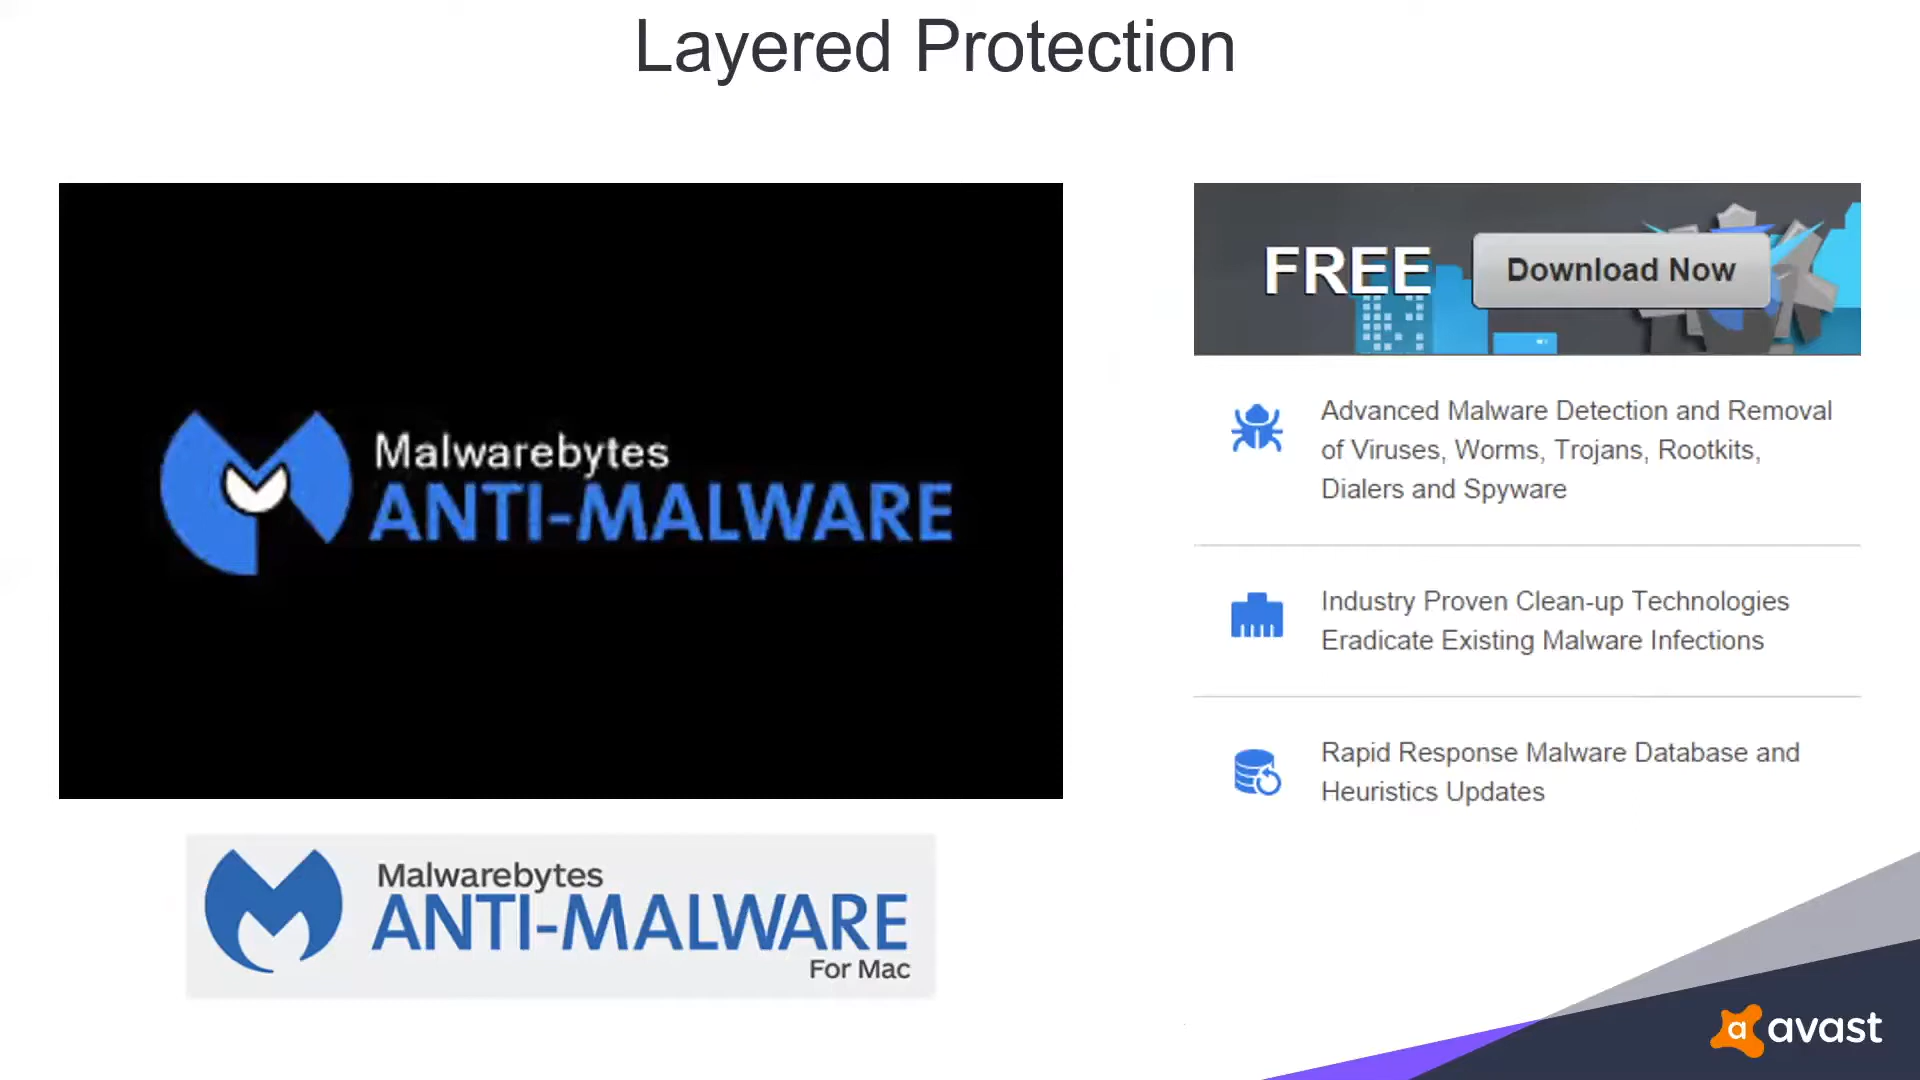 Layered Protection
Malwarebytes
ANTI-MALWARE
Malwarebytes
ANTI-MALWARE
For Mac
FREE
Download Now
Advanced Malware Detection and Removal
of Viruses, Worms, Trojans, Rootkits,
Dialers and Spyware
Industry Proven Clean-up Technologies
Eradicate Existing Malware Infections
Rapid Response Malware Database and
Heuristics Updates
avast